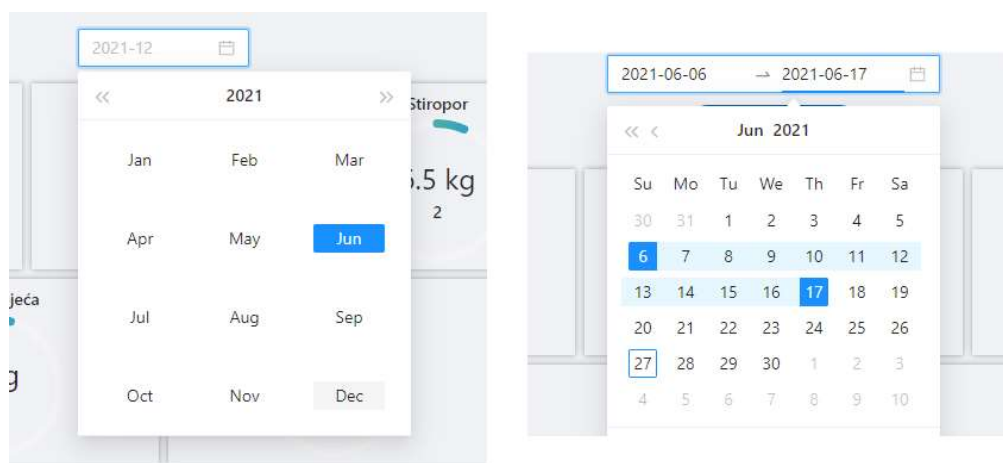 2021-12
« 2021 »
Jan Feb Mar
Apr May Jun
Jul Aug Sep
Oct Nov Dec
Stiropor
.5 kg
2
jeća
g
2021-06-06 → 2021-06-17
« < Jun 2021
Su Mo Tu We Th Fr Sa
30 31 1 2 3 4 5
6 7 8 9 10 11 12
13 14 15 16 17 18 19
20 21 22 23 24 25 26
27 28 29 30 1 2 3
4 5 6 7 8 9 10